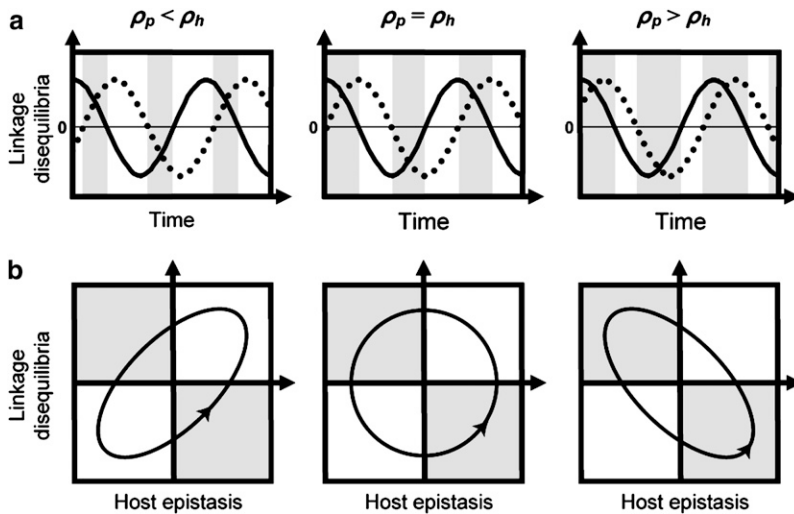 a
ρp < ρh
ρp = ρh
ρp > ρh
Linkage
disequilibria
0
0
0
Time
Time
Time
b
Linkage
disequilibria
Host epistasis
Host epistasis
Host epistasis